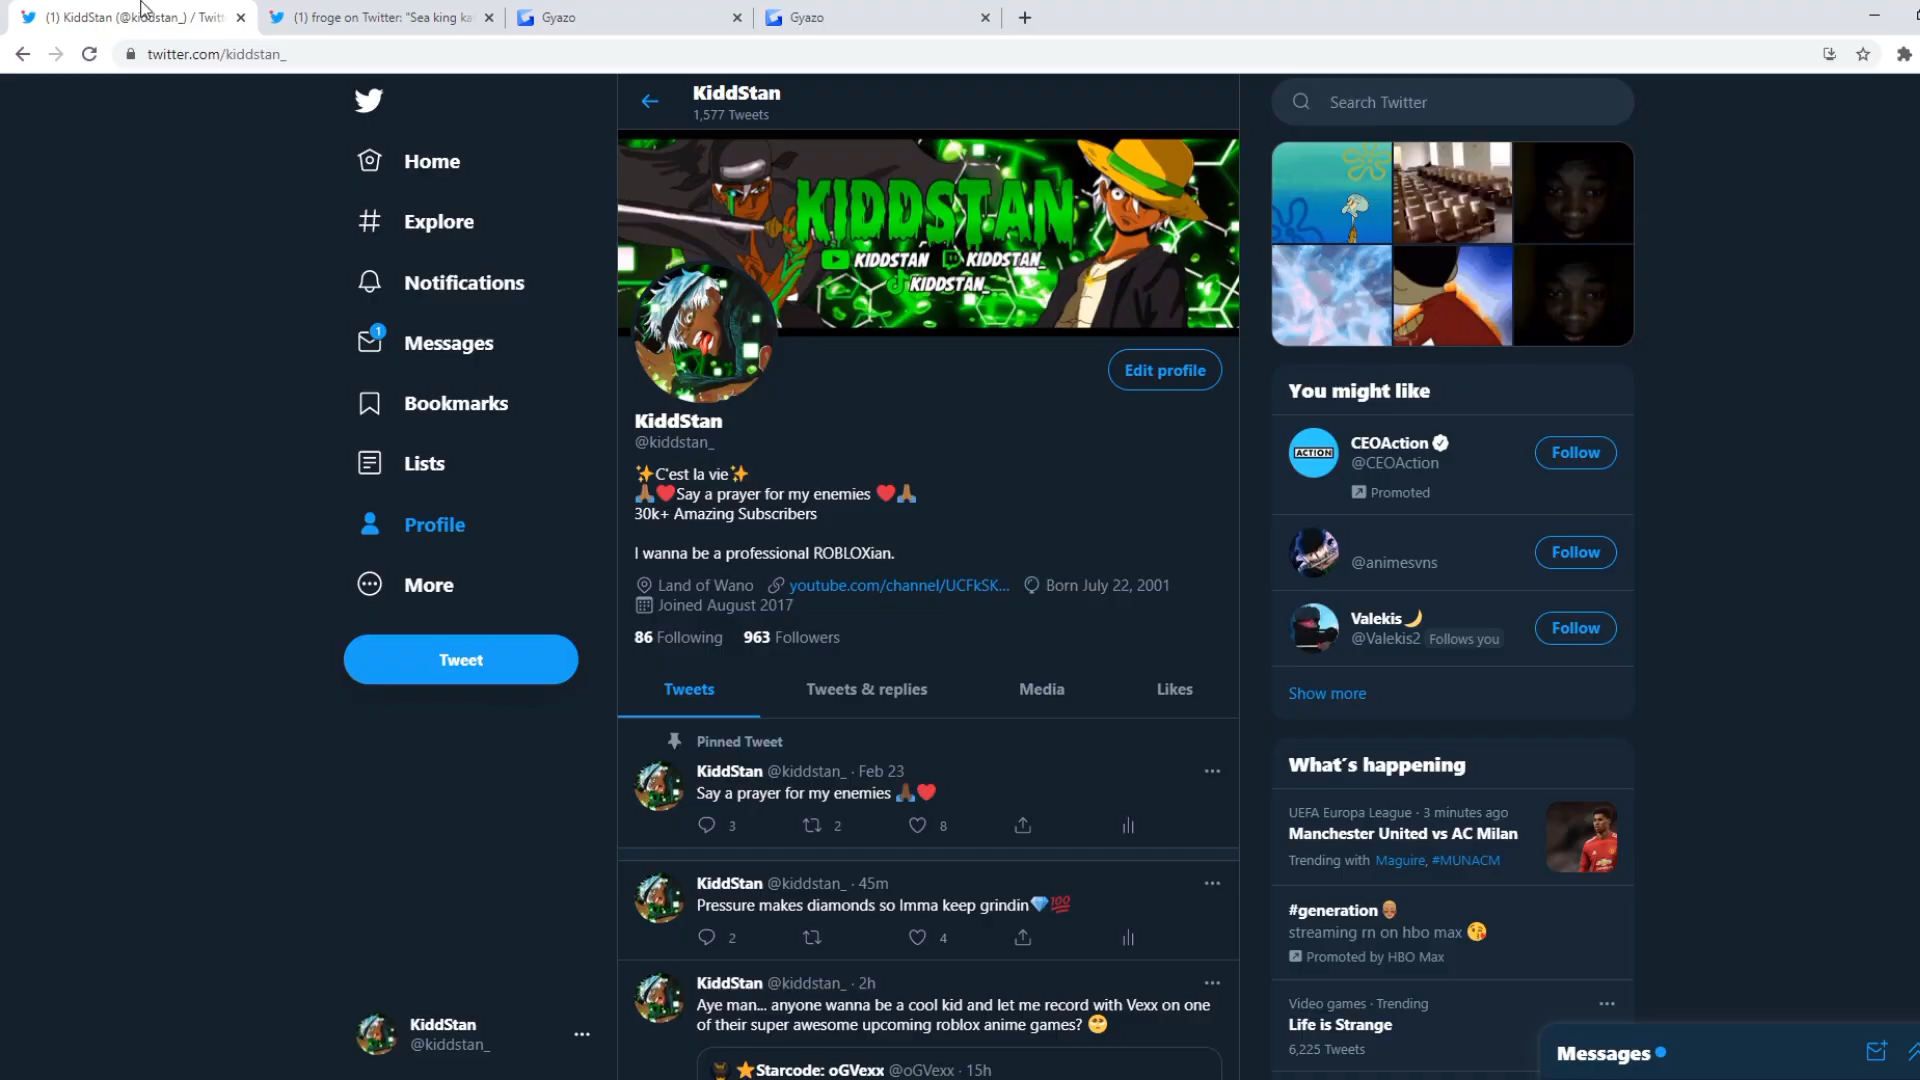 (1) KiddStan (@kiddstan_) / Twitt
(1) froge on Twitter: "Sea king ka
Gyazo
Gyazo
twitter.com/kiddstan_
Home
Explore
Notifications
1
Messages
Bookmarks
Lists
Profile
More
Tweet
KiddStan
@kiddstan_
KiddStan
1,577 Tweets
KIDDSTAN
KIDDSTAN KIDDSTAN_
KIDDSTAN_
Edit profile
KiddStan
@kiddstan_
✨C'est la vie✨
🙏🏾❤️Say a prayer for my enemies ❤️🙏🏾
30k+ Amazing Subscribers
I wanna be a professional ROBLOXian.
Land of Wano youtube.com/channel/UCFkSK... Born July 22, 2001
Joined August 2017
86 Following 963 Followers
Tweets Tweets & replies Media Likes
Pinned Tweet
KiddStan @kiddstan_ · Feb 23
Say a prayer for my enemies 🙏🏾❤️
3 2 8
KiddStan @kiddstan_ · 45m
Pressure makes diamonds so Imma keep grindin💎💯
2 4
KiddStan @kiddstan_ · 2h
Aye man... anyone wanna be a cool kid and let me record with Vexx on one
of their super awesome upcoming roblox anime games? 🥺
⭐Starcode: oGVexx @oGVexx · 15h
Search Twitter
You might like
ACTION
CEOAction
@CEOAction
Promoted
Follow
@animesvns
Follow
Valekis🌙
@Valekis2 Follows you
Follow
Show more
What's happening
UEFA Europa League · 3 minutes ago
Manchester United vs AC Milan
Trending with Maguire, #MUNACM
#generation
streaming rn on hbo max 😘
Promoted by HBO Max
Video games · Trending
Life is Strange
6,225 Tweets
Messages